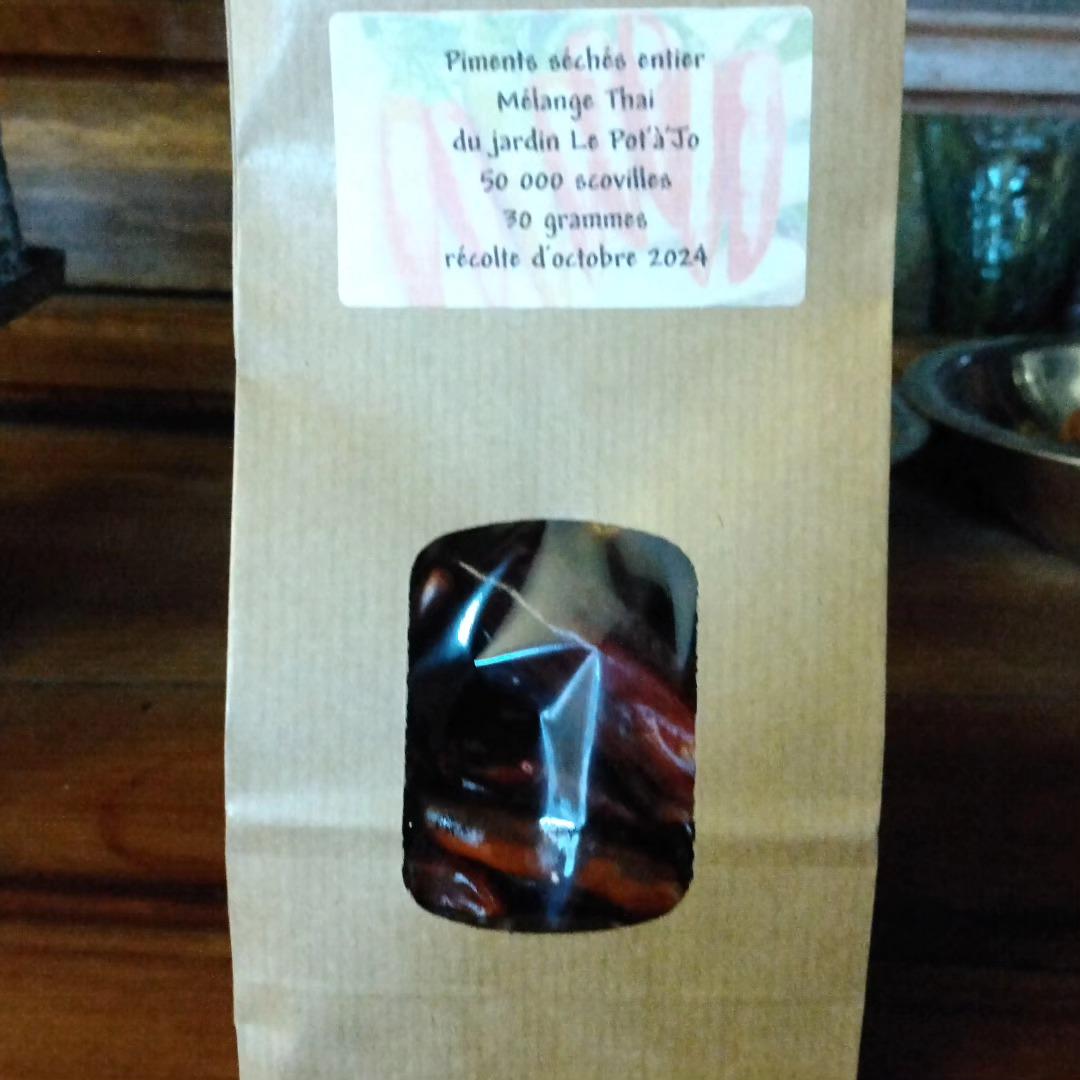 Piments séchés entier
Mélange Thai
du jardin Le Pot'à'Jo
50 000 scovilles
30 grammes
récolte d'octobre 2024